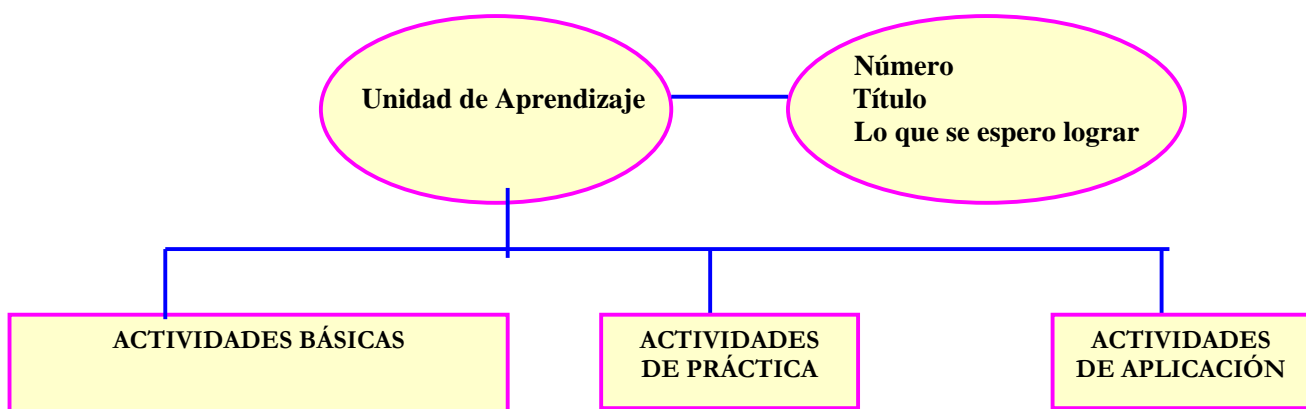 Unidad de Aprendizaje
Número
Título
Lo que se espero lograr
ACTIVIDADES BÁSICAS
ACTIVIDADES
DE PRÁCTICA
ACTIVIDADES
DE APLICACIÓN